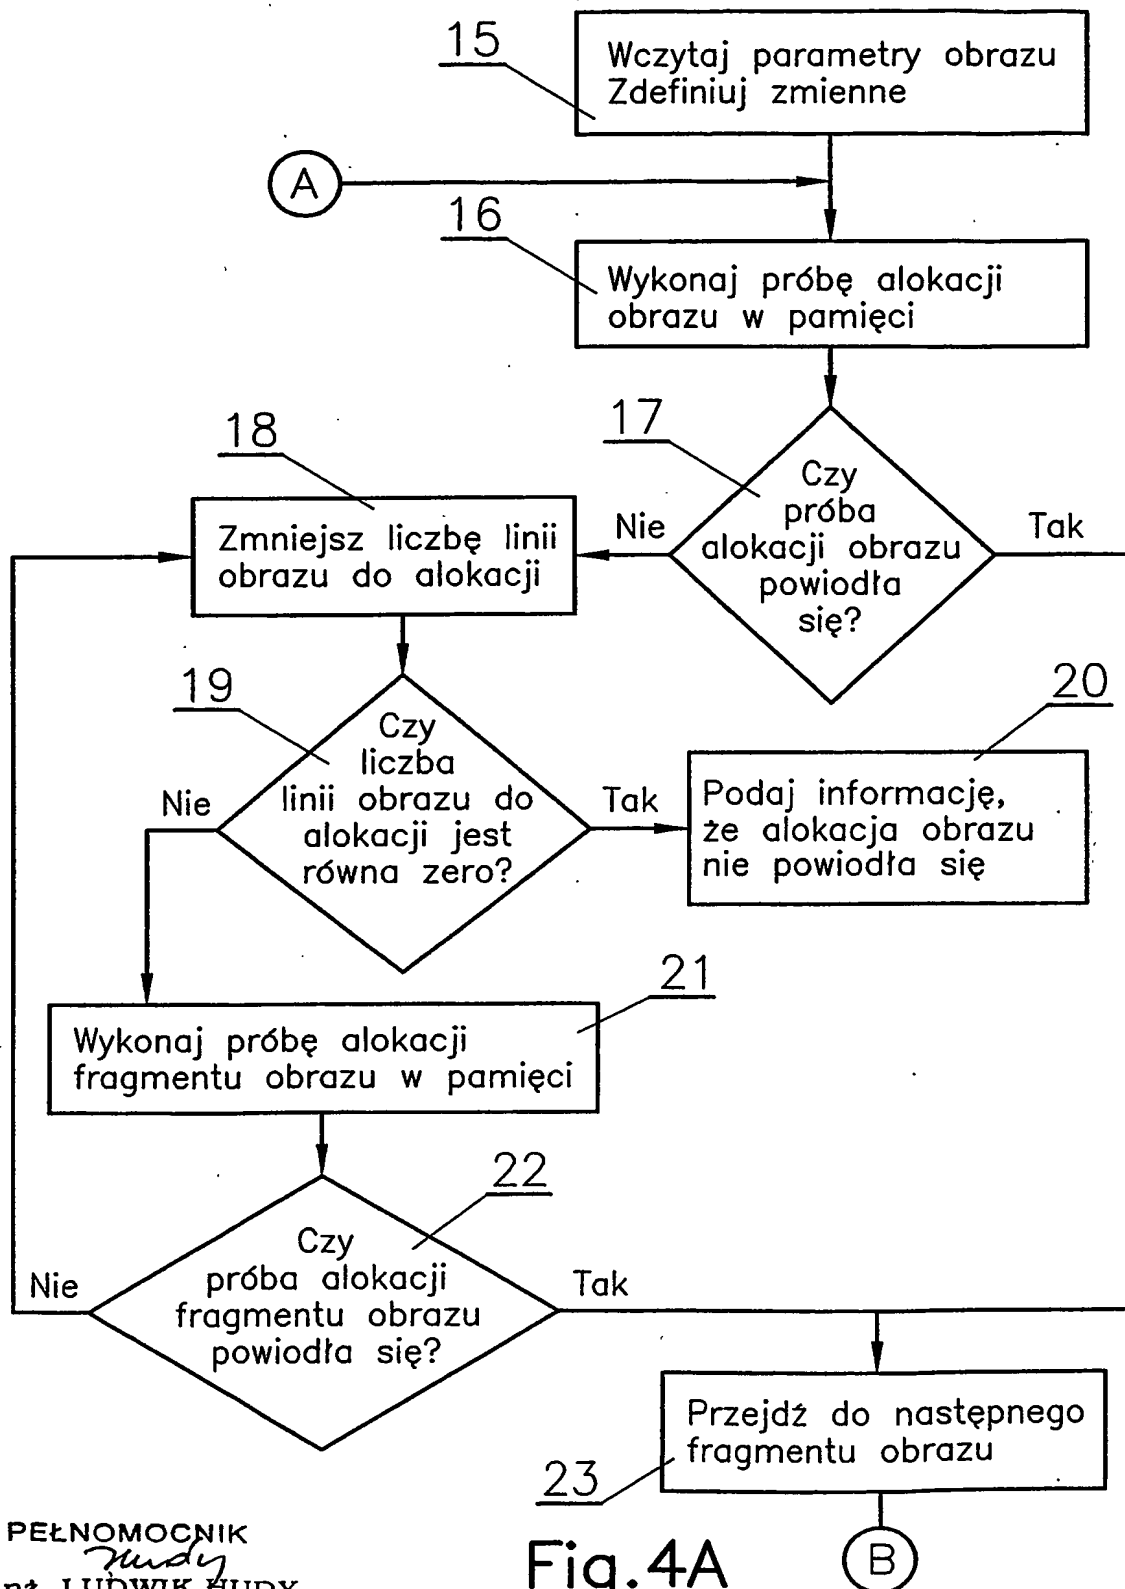 15
Wczytaj parametry obrazu
Zdefiniuj zmienne
A
16
Wykonaj próbę alokacji
obrazu w pamięci
17
Czy
próba
alokacji obrazu
powiodła
się?
Nie
Tak
18
Zmniejsz liczbę linii
obrazu do alokacji
19
Czy
liczba
linii obrazu do
alokacji jest
równa zero?
Nie
Tak
20
Podaj informację,
że alokacja obrazu
nie powiodła się
21
Wykonaj próbę alokacji
fragmentu obrazu w pamięci
22
Czy
próba alokacji
fragmentu obrazu
powiodła się?
Nie
Tak
Przejdź do następnego
fragmentu obrazu
23
B
PEŁNOMOCNIK
Hudy
LUDWIK HUDY
Fig.4A